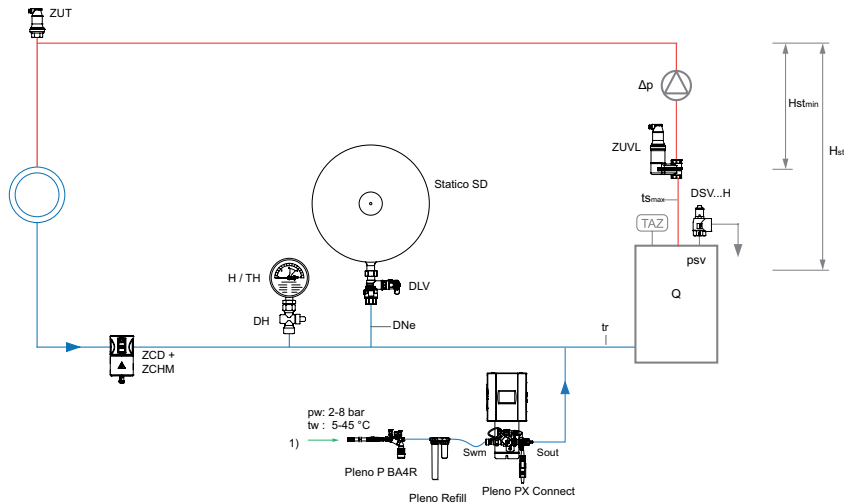 ZUT
Δp
Hstmin
Hst
ZUVL
Statico SD
tsmax
DSV...H
TAZ
psv
H / TH
DLV
Q
DH
DNe
tr
ZCD +
ZCHM
pw: 2-8 bar
tw : 5-45 °C
1)
Swm
Sout
Pleno P BA4R
Pleno Refill
Pleno PX Connect